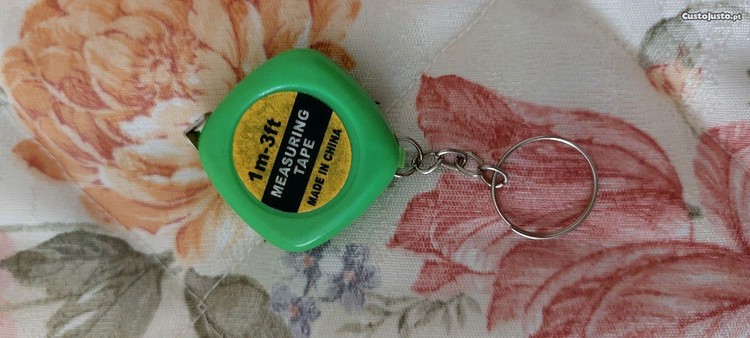 CustoJusto.pt
1m-3ft
MEASURING
TAPE
MADE IN CHINA